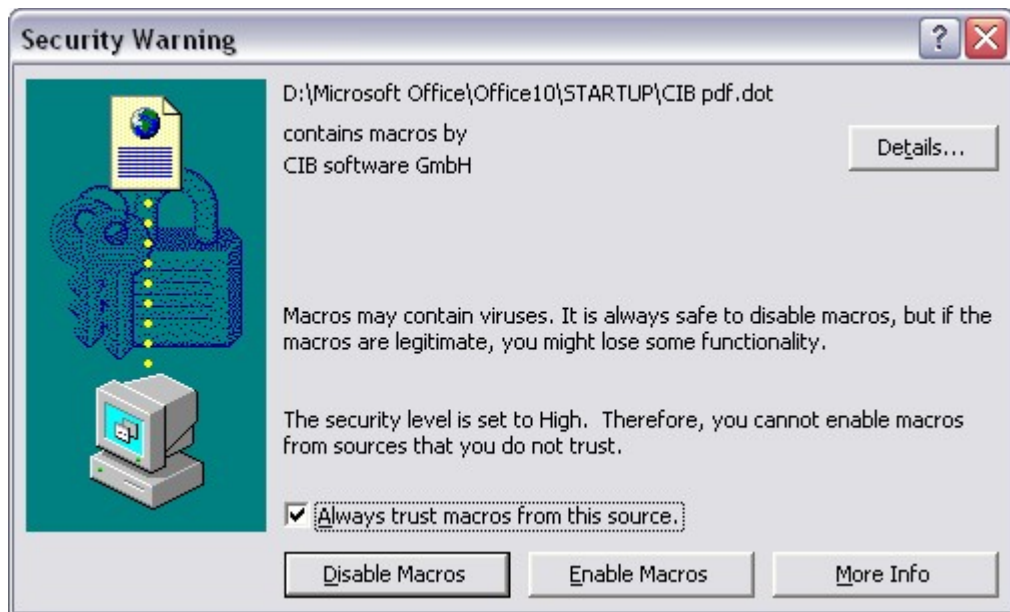 Security Warning
D:\Microsoft Office\Office10\STARTUP\CIB pdf.dot
contains macros by
CIB software GmbH
Details...
Macros may contain viruses. It is always safe to disable macros, but if the
macros are legitimate, you might lose some functionality.
The security level is set to High.  Therefore, you cannot enable macros
from sources that you do not trust.
Always trust macros from this source.
Disable Macros
Enable Macros
More Info